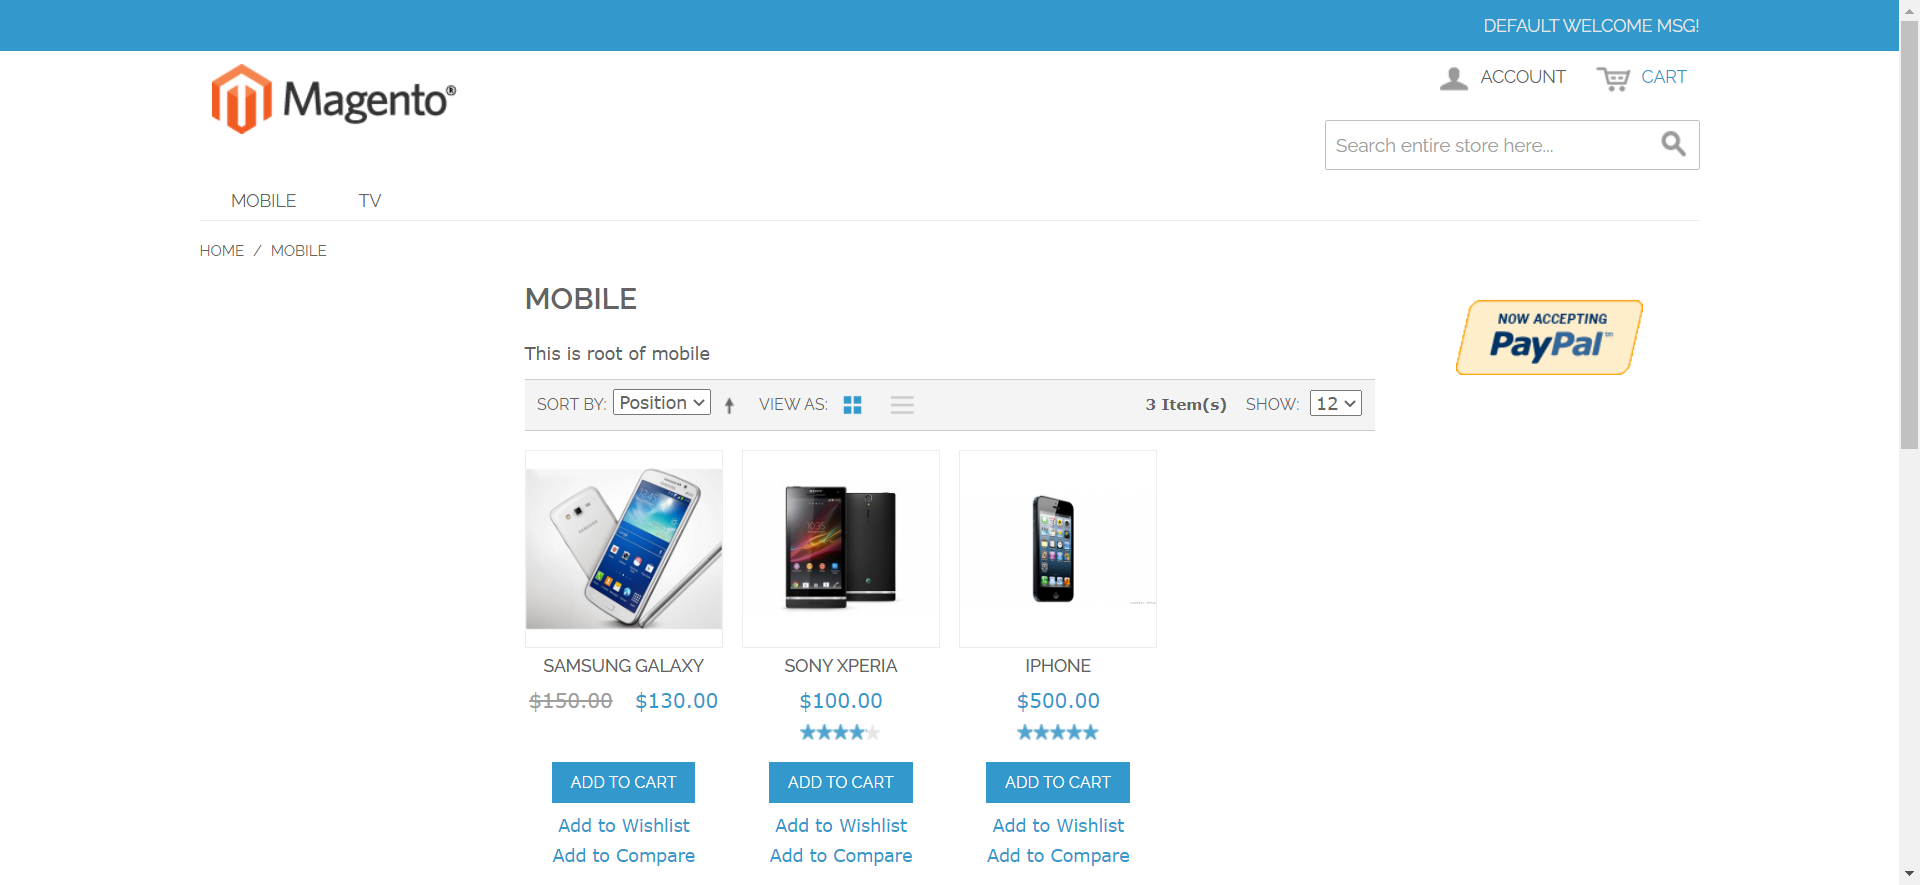 DEFAULT WELCOME MSG!
Magento®
ACCOUNT CART
Search entire store here...
MOBILE TV
HOME / MOBILE
MOBILE
NOW ACCEPTING
PayPal
This is root of mobile
SORT BY: Position VIEW AS: 3 Item(s) SHOW: 12
SAMSUNG GALAXY SONY XPERIA IPHONE
$150.00 $130.00 $100.00 $500.00
ADD TO CART ADD TO CART ADD TO CART
Add to Wishlist Add to Wishlist Add to Wishlist
Add to Compare Add to Compare Add to Compare